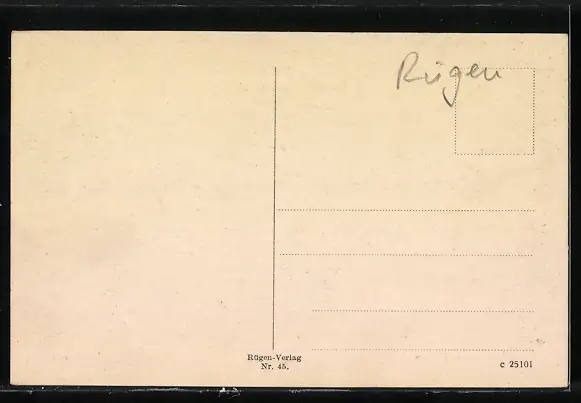 Rügen
Rügen-Verlag
Nr. 45.
c 25101